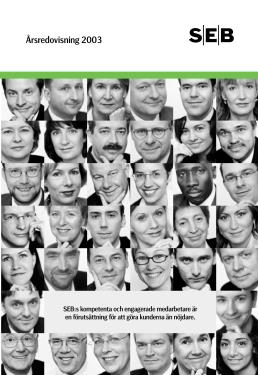 Årsredovisning 2003
SEB
SEB:s kompetenta och engagerade medarbetare är
en förutsättning för att göra kunderna än nöjdare.